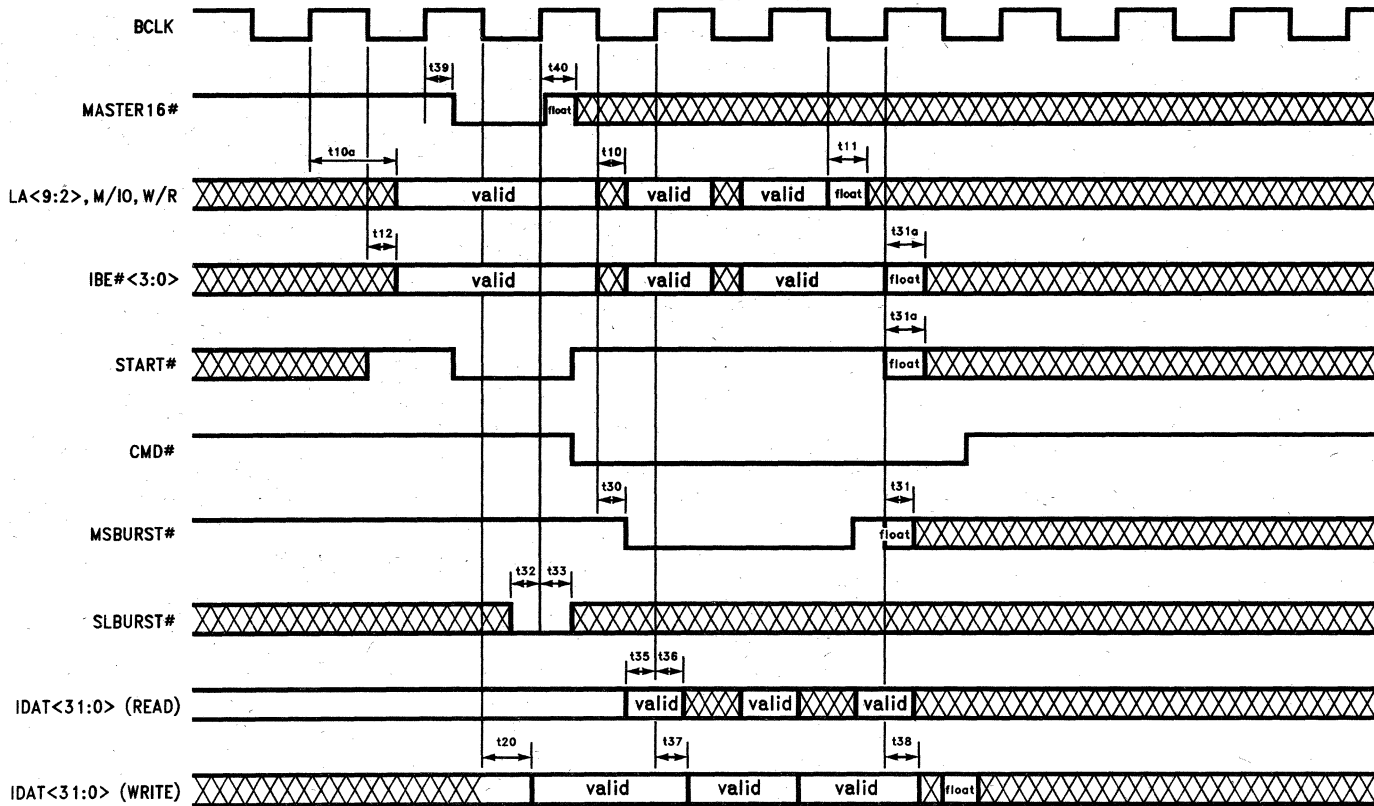 BCLK
t39 t40
MASTER16# float
t10a t10 t11
LA<9:2>, M/IO, W/R valid valid valid float
t12 t31a
IBE#<3:0> valid valid valid float
t31a
START# float
CMD#
t30 t31
MSBURST# float
t32 t33
SLBURST#
t35 t36
IDAT<31:0> (READ) valid valid valid
t20 t37 t38
IDAT<31:0> (WRITE) valid valid valid float